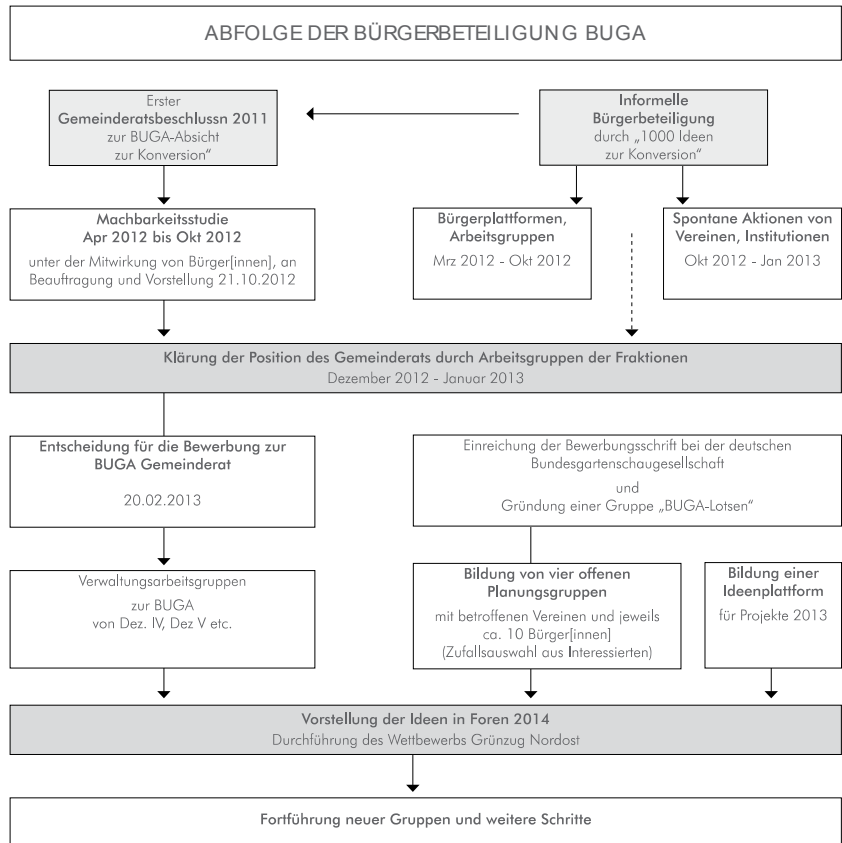 ABFOLGE DER BÜRGERBETEILIGUNG BUGA
Erster
Gemeinderatsbeschlussn 2011
zur BUGA-Absicht
zur Konversion“
Informelle
Bürgerbeteiligung
durch „1000 Ideen
zur Konversion“
Machbarkeitsstudie
Apr 2012 bis Okt 2012
unter der Mitwirkung von Bürger[innen], an
Beauftragung und Vorstellung 21.10.2012
Bürgerplattformen,
Arbeitsgruppen
Mrz 2012 - Okt 2012
Spontane Aktionen von
Vereinen, Institutionen
Okt 2012 - Jan 2013
Klärung der Position des Gemeinderats durch Arbeitsgruppen der Fraktionen
Dezember 2012 - Januar 2013
Entscheidung für die Bewerbung zur
BUGA Gemeinderat
20.02.2013
Einreichung der Bewerbungsschrift bei der deutschen
Bundesgartenschaugesellschaft
und
Gründung einer Gruppe „BUGA-Lotsen“
Verwaltungsarbeitsgruppen
zur BUGA
von Dez. IV, Dez V etc.
Bildung von vier offenen
Planungsgruppen
mit betroffenen Vereinen und jeweils
ca. 10 Bürger[innen]
(Zufallsauswahl aus Interessierten)
Bildung einer
Ideenplattform
für Projekte 2013
Vorstellung der Ideen in Foren 2014
Durchführung des Wettbewerbs Grünzug Nordost
Fortführung neuer Gruppen und weitere Schritte